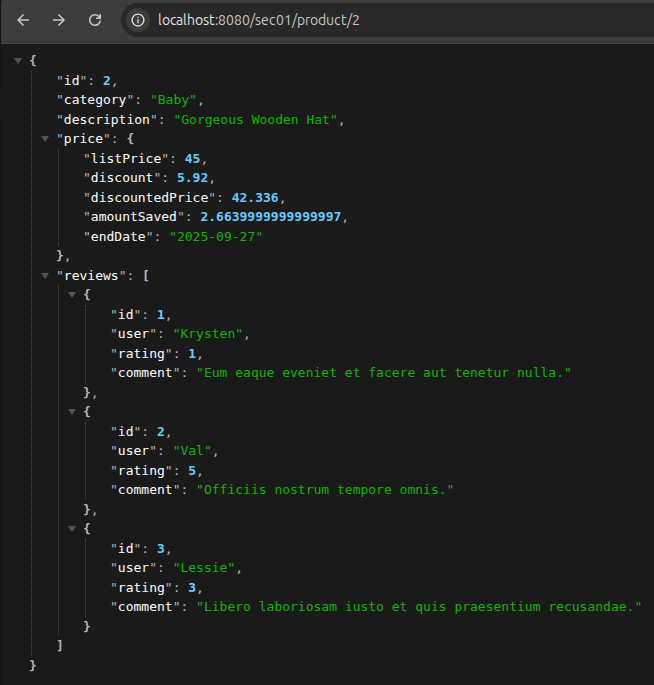 localhost:8080/sec01/product/2
{
"id": 2,
"category": "Baby",
"description": "Gorgeous Wooden Hat",
"price": {
"listPrice": 45,
"discount": 5.92,
"discountedPrice": 42.336,
"amountSaved": 2.6639999999999997,
"endDate": "2025-09-27"
},
"reviews": [
{
"id": 1,
"user": "Krysten",
"rating": 1,
"comment": "Eum eaque eveniet et facere aut tenetur nulla."
},
{
"id": 2,
"user": "Val",
"rating": 5,
"comment": "Officiis nostrum tempore omnis."
},
{
"id": 3,
"user": "Lessie",
"rating": 3,
"comment": "Libero laboriosam iusto et quis praesentium recusandae."
}
]
}